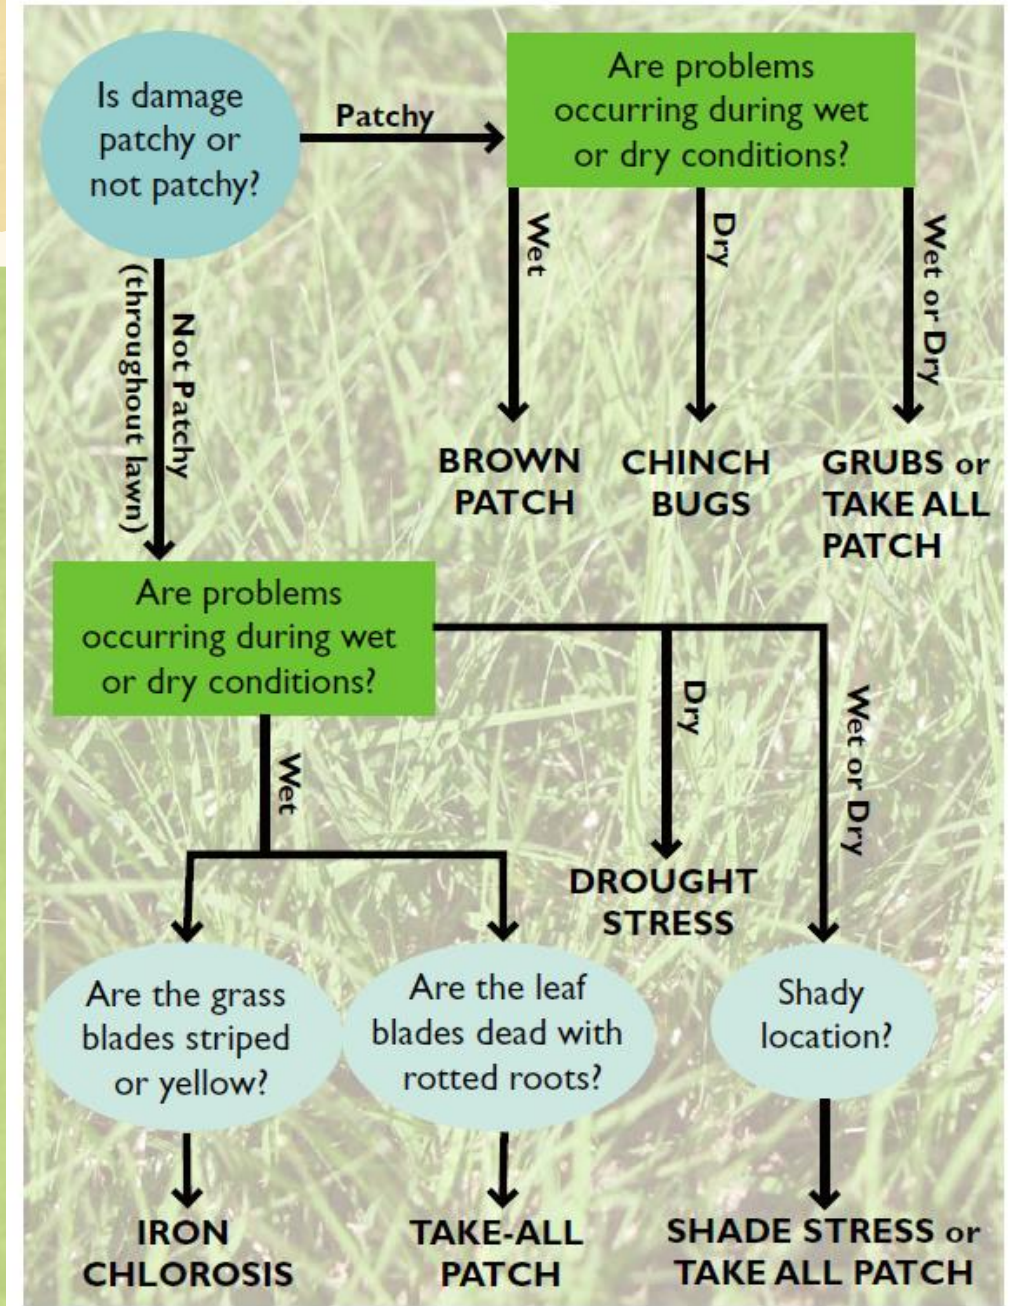 Is damage
patchy or
not patchy?
Patchy
Are problems
occurring during wet
or dry conditions?
Wet
Dry
Wet or Dry
BROWN
PATCH
CHINCH
BUGS
GRUBS or
TAKE ALL
PATCH
Not Patchy
(throughout lawn)
Are problems
occurring during wet
or dry conditions?
Wet
Dry
Wet or Dry
DROUGHT
STRESS
Are the grass
blades striped
or yellow?
Are the leaf
blades dead with
rotted roots?
Shady
location?
IRON
CHLOROSIS
TAKE-ALL
PATCH
SHADE STRESS or
TAKE ALL PATCH